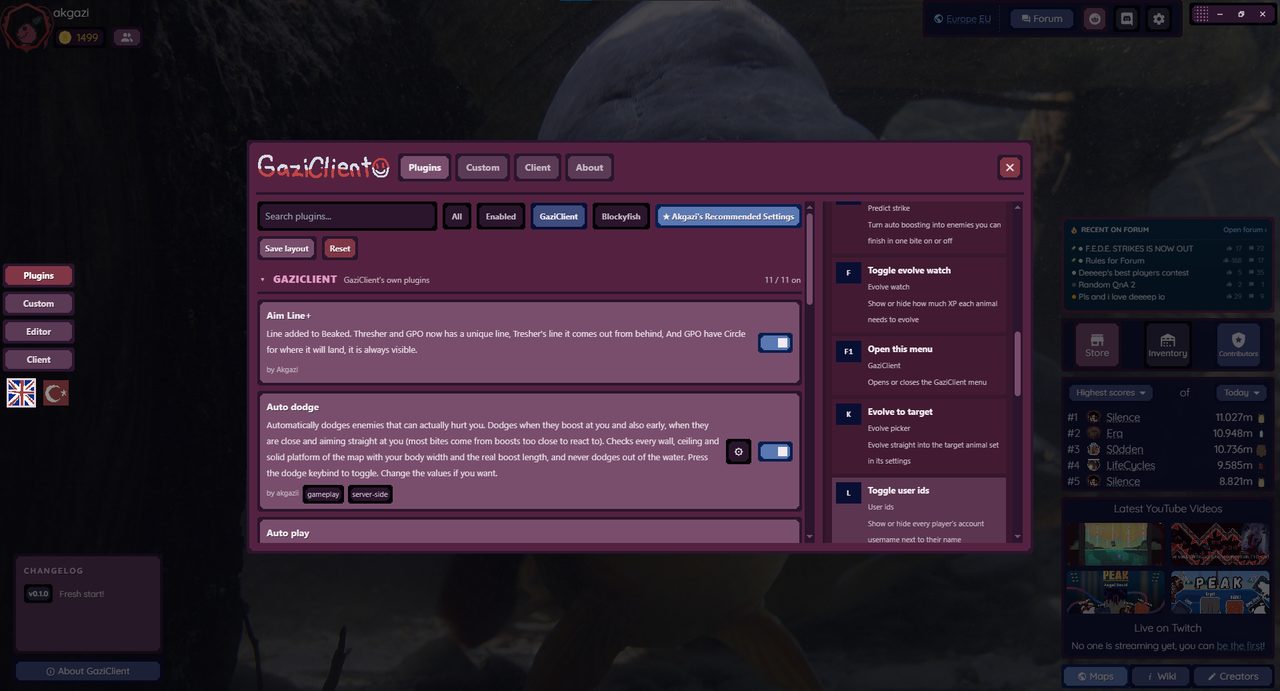 akgazi
1499
Europe EU
Forum
GaziClient
Plugins
Custom
Client
About
Search plugins...
All
Enabled
GaziClient
Blockyfish
★ Akgazi's Recommended Settings
Save layout
Reset
GAZICLIENT GaziClient's own plugins
11 / 11 on
Aim Line+
Line added to Beaked. Thresher and GPO now has a unique line, Tresher's line it comes out from behind, And GPO have Circle
for where it will land, it is always visible.
by Akgazi
Auto dodge
Automatically dodges enemies that can actually hurt you. Dodges when they boost at you and also early, when they
are close and aiming straight at you (most bites come from boosts too close to react to). Checks every wall, ceiling and
solid platform of the map with your body width and the real boost length, and never dodges out of the water. Press
the dodge keybind to toggle. Change the values if you want.
by akgazii
gameplay
server-side
Auto play
Predict strike
Turn auto boosting into enemies you can
finish in one bite on or off
F
Toggle evolve watch
Evolve watch
Show or hide how much XP each animal
needs to evolve
F1
Open this menu
GaziClient
Opens or closes the GaziClient menu
K
Evolve to target
Evolve picker
Evolve straight into the target animal set
in its settings
L
Toggle user ids
User ids
Show or hide every player's account
username next to their name
Plugins
Custom
Editor
Client
CHANGELOG
v0.1.0 Fresh start!
About GaziClient
RECENT ON FORUM
Open forum ›
F.E.D.E. STRIKES IS NOW OUT 17 73
Rules for Forum 168 17
Deeeep's best players contest 5 35
Random QnA 2 2 1
Pls and i love deeeep io 29 9
Store
Inventory
Contributors
Highest scores of Today
#1 Silence 11.027m
#2 Era 10.948m
#3 S0dden 10.736m
#4 LifeCycles 9.585m
#5 Silence 8.821m
Latest YouTube Videos
PEAK
PEAK
Live on Twitch
No one is streaming yet, you can be the first!
Maps
Wiki
Creators